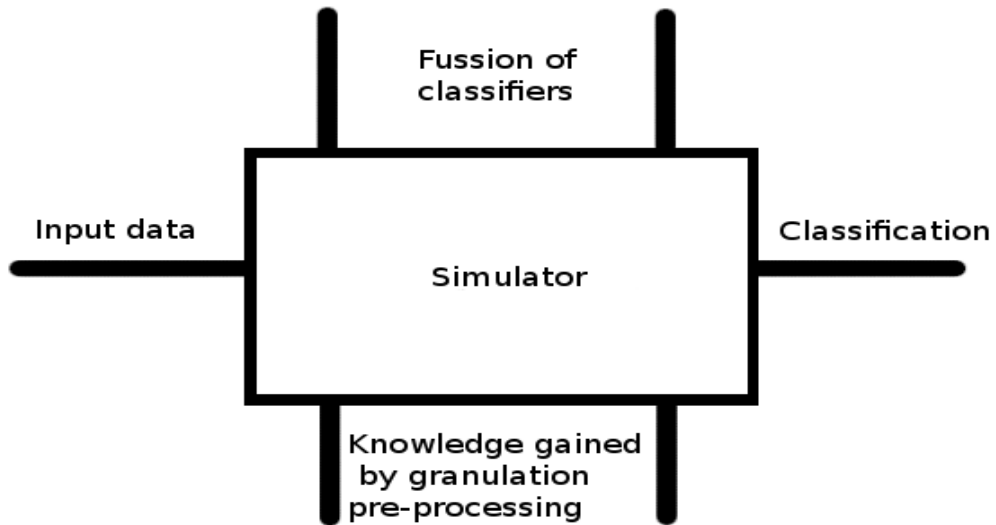 Fussion of
classifiers
Input data
Classification
Simulator
Knowledge gained
by granulation
pre-processing